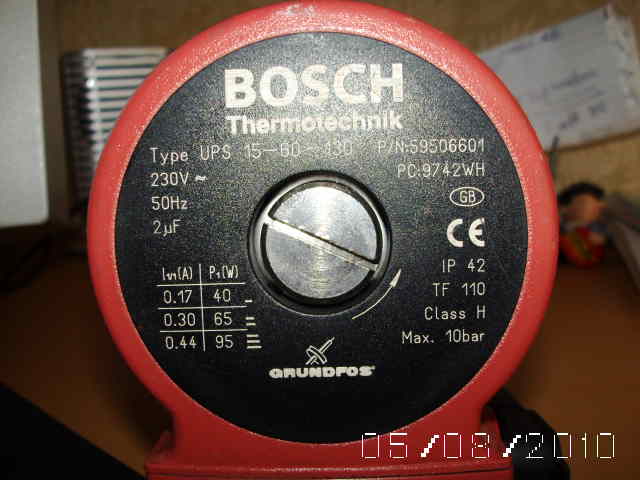 BOSCH
Thermotechnik
Type UPS 15-60-130 P/N:59506601
PC:9742WH
230V ~
50Hz
2µF
GB
CE
I1/1(A) P1(W)
0.17 40
0.30 65
0.44 95
IP 42
TF 110
Class H
Max. 10bar
GRUNDFOS
05/08/2010